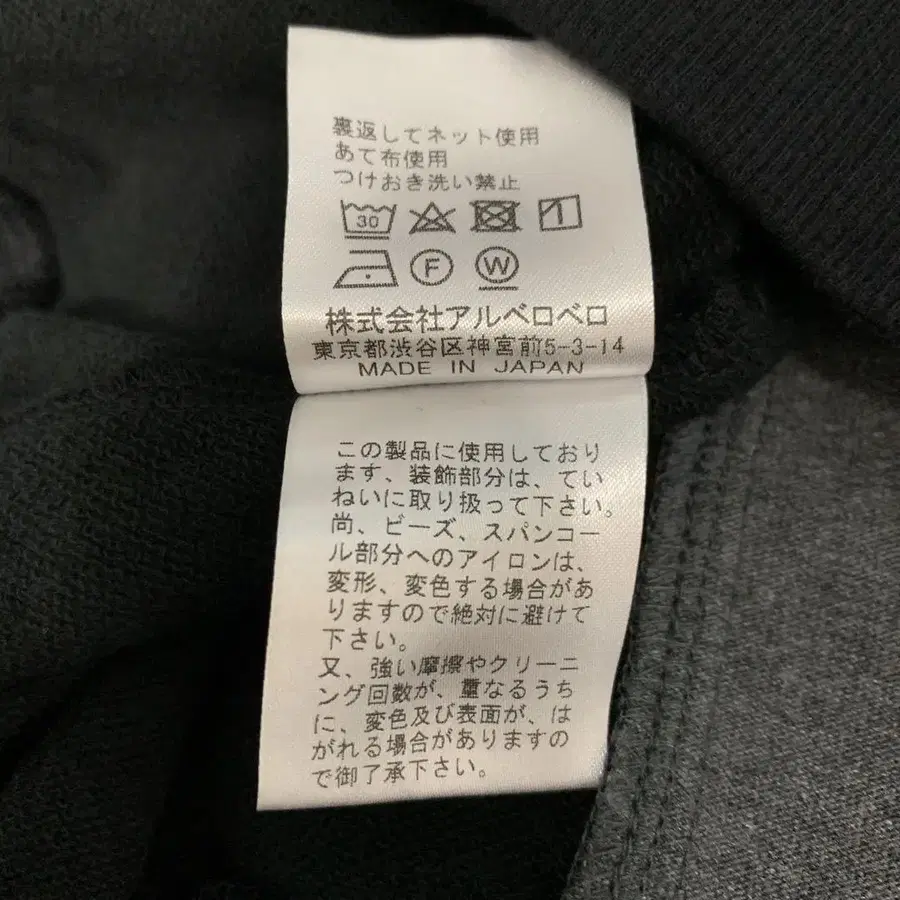 裏返してネット使用
あて布使用
つけおき洗い禁止
30
F W
株式会社アルベロベロ
東京都渋谷区神宮前5-3-14
MADE IN JAPAN
この製品に使用しており
ます、装飾部分は、てい
ねいに取り扱って下さい。
尚、ビーズ、スパンコー
ル部分へのアイロンは、
変形、変色する場合があ
りますので絶対に避けて
下さい。
又、強い摩擦やクリーニ
ング回数が、重なるうち
に、変色及び表面が、は
がれる場合がありますの
で御了承下さい。